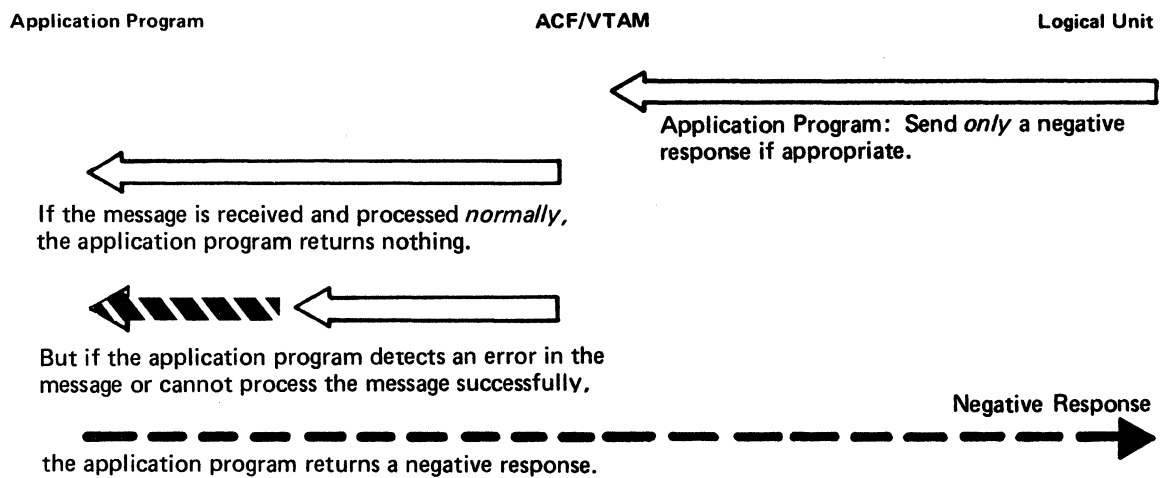 Application Program ACF/VTAM Logical Unit
Application Program: Send only a negative
response if appropriate.
If the message is received and processed normally,
the application program returns nothing.
But if the application program detects an error in the
message or cannot process the message successfully,
Negative Response
the application program returns a negative response.